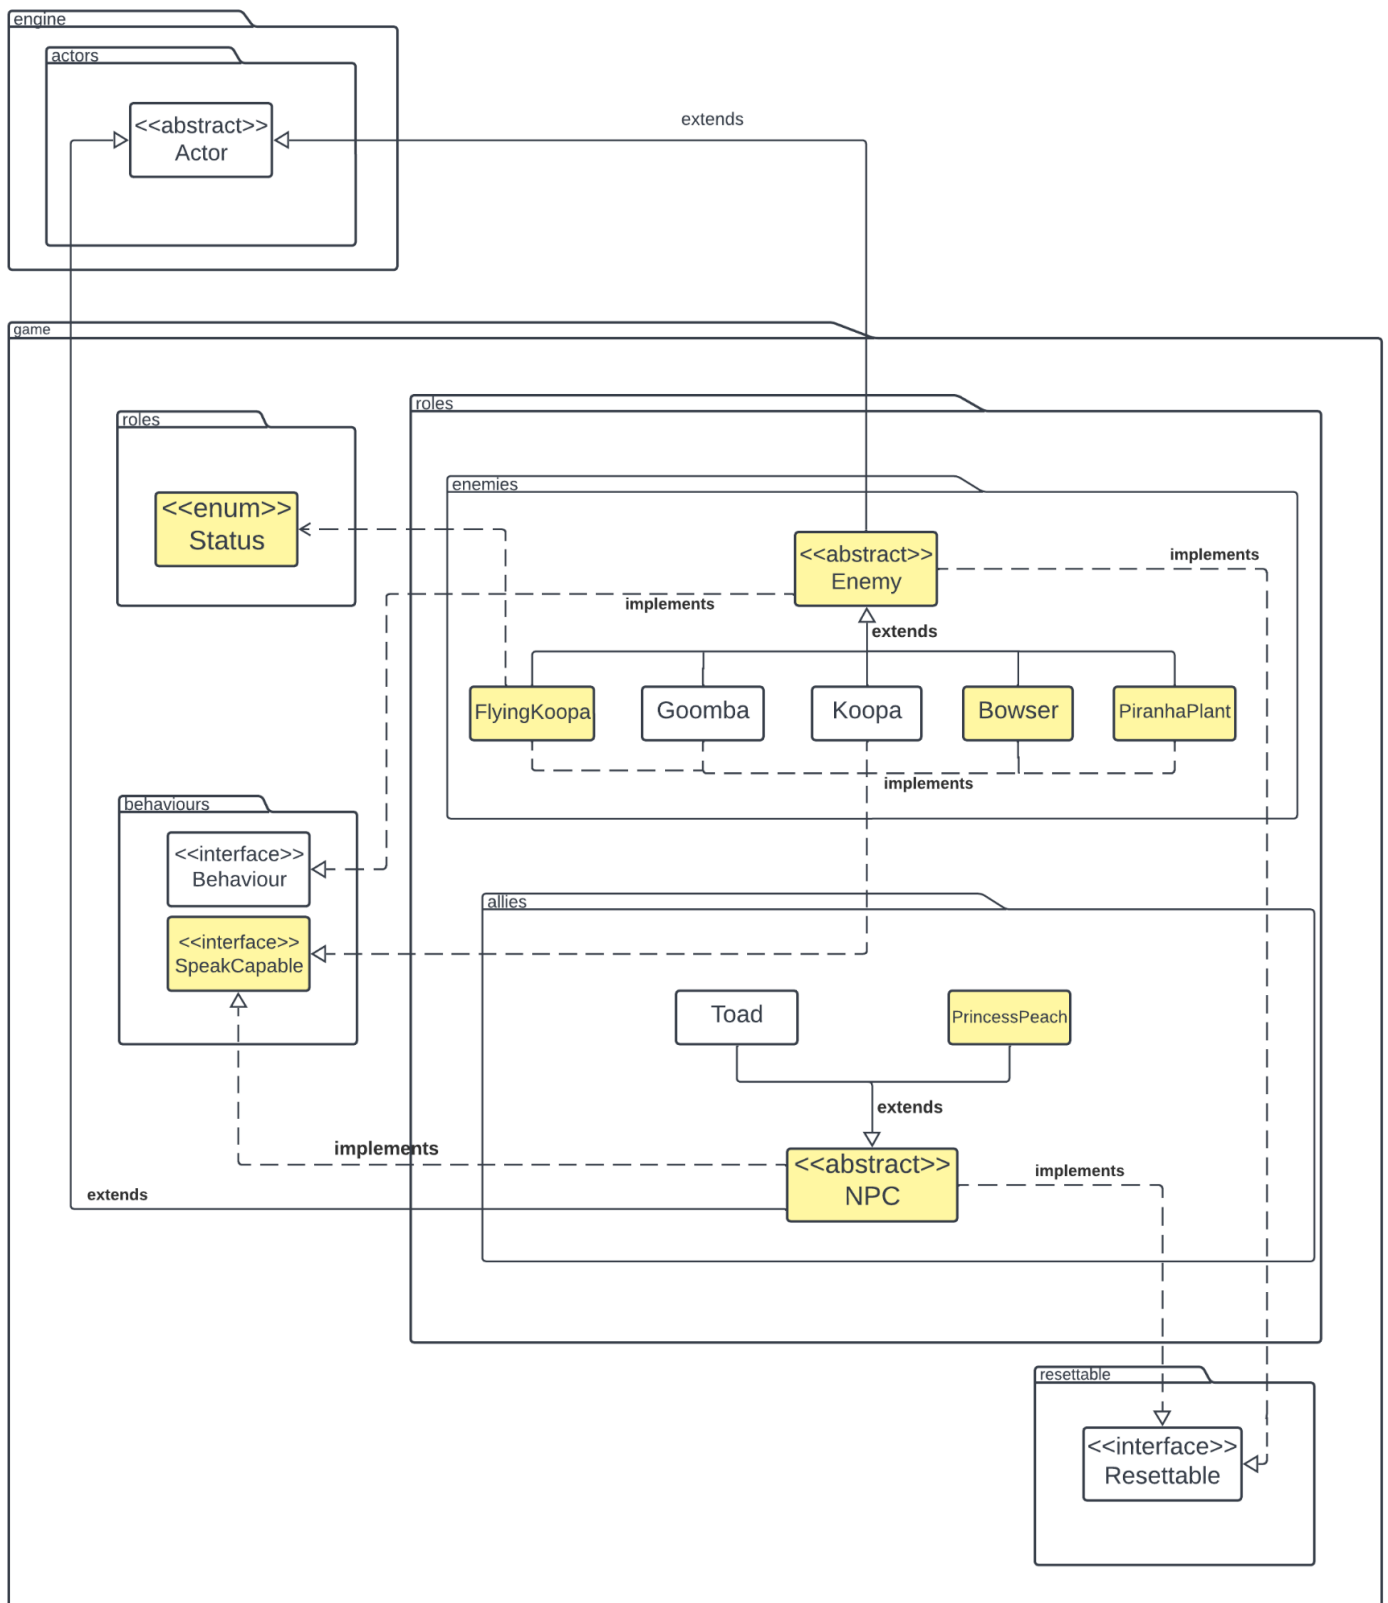 engine
actors
<<abstract>>
Actor
extends
game
roles
roles
<<enum>>
Status
enemies
<<abstract>>
Enemy
implements
implements
extends
FlyingKoopa
Goomba
Koopa
Bowser
PiranhaPlant
implements
behaviours
<<interface>>
Behaviour
<<interface>>
SpeakCapable
allies
Toad
PrincessPeach
extends
implements
<<abstract>>
NPC
implements
extends
resettable
<<interface>>
Resettable